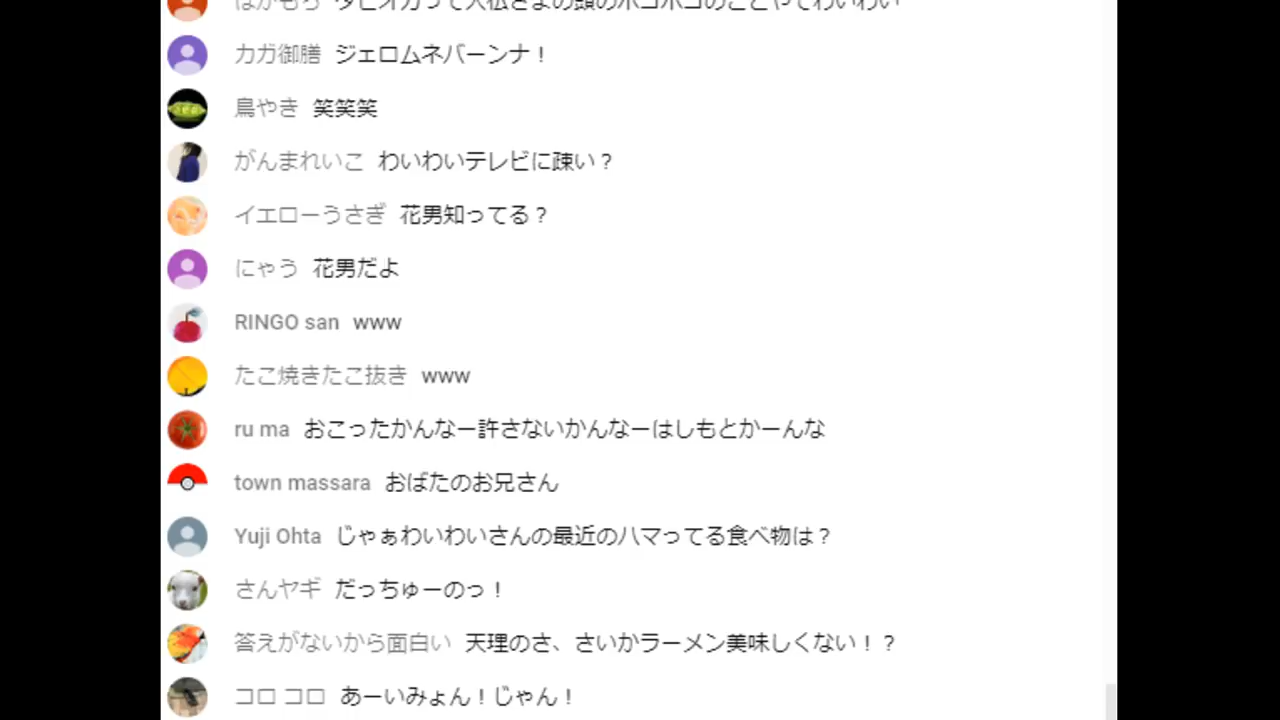 カガ御膳 ジェロムネバーンナ！
鳥やき 笑笑笑
がんまれいこ わいわいテレビに疎い？
イエローうさぎ 花男知ってる？
にゃう 花男だよ
RINGO san www
たこ焼きたこ抜き www
ru ma おこったかんなー許さないかんなーはしもとかーんな
town massara おばたのお兄さん
Yuji Ohta じゃぁわいわいさんの最近のハマってる食べ物は？
さんヤギ だっちゅーのっ！
答えがないから面白い 天理のさ、さいかラーメン美味しくない！？
コロ コロ あーいみょん！じゃん！